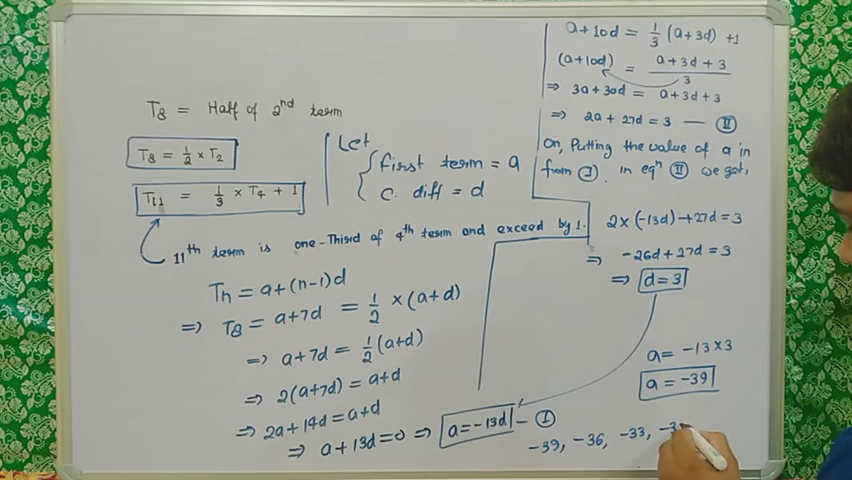 T8 = Half of 2nd term
T8 = 1/2 × T2
T11 = 1/3 × T4 + 1
Let
first term = a
c. diff = d
11th term is one-Third of 4th term and exceed by 1.
Tn = a+(n-1)d
⇒ T8 = a+7d = 1/2 × (a+d)
⇒ a+7d = 1/2 (a+d)
⇒ 2(a+7d) = a+d
⇒ 2a+14d = a+d
⇒ a+13d=0 ⇒ a=-13d — I
a+10d = 1/3 (a+3d) +1
(a+10d) = a+3d+3 / 3
⇒ 3a+30d = a+3d+3
⇒ 2a+27d = 3 — II
On, Putting the value of a in
from I. in eqn II we get,
2×(-13d)+27d=3
⇒ -26d+27d=3
⇒ d=3
a= -13×3
a= -39
-39, -36, -33,